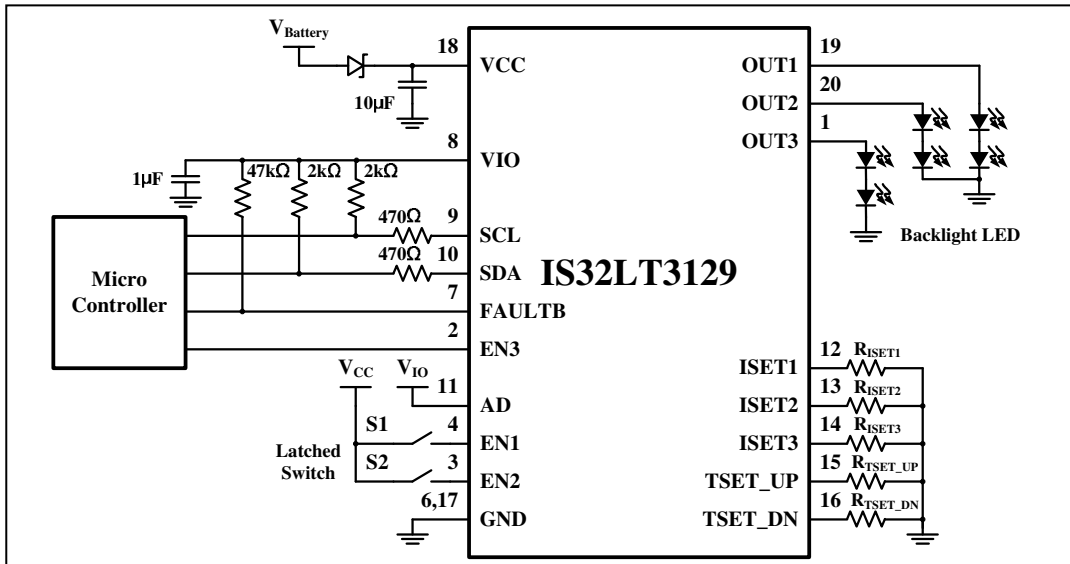 V_Battery
18
VCC
10μF
8
VIO
1μF
47kΩ
2kΩ
2kΩ
470Ω
9
SCL
470Ω
10
SDA
7
FAULTB
2
EN3
Micro
Controller
V_CC
V_IO
11
AD
S1
4
EN1
Latched
Switch
S2
3
EN2
6,17
GND
IS32LT3129
19
OUT1
20
OUT2
1
OUT3
Backlight LED
12
ISET1
R_ISET1
13
ISET2
R_ISET2
14
ISET3
R_ISET3
15
TSET_UP
R_TSET_UP
16
TSET_DN
R_TSET_DN